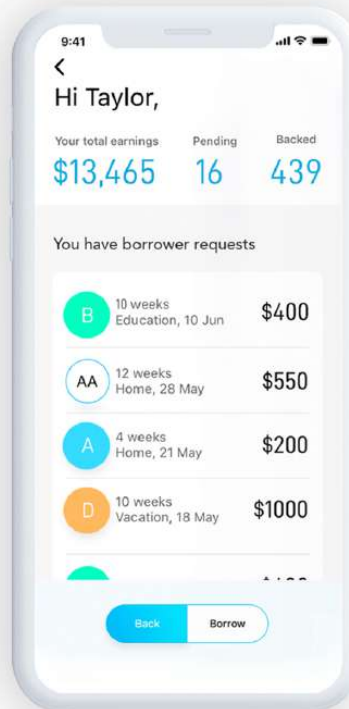 9:41
Hi Taylor,
Your total earnings Pending Backed
$13,465 16 439
You have borrower requests
B 10 weeks $400
Education, 10 Jun
AA 12 weeks $550
Home, 28 May
A 4 weeks $200
Home, 21 May
D 10 weeks $1000
Vacation, 18 May
Back Borrow